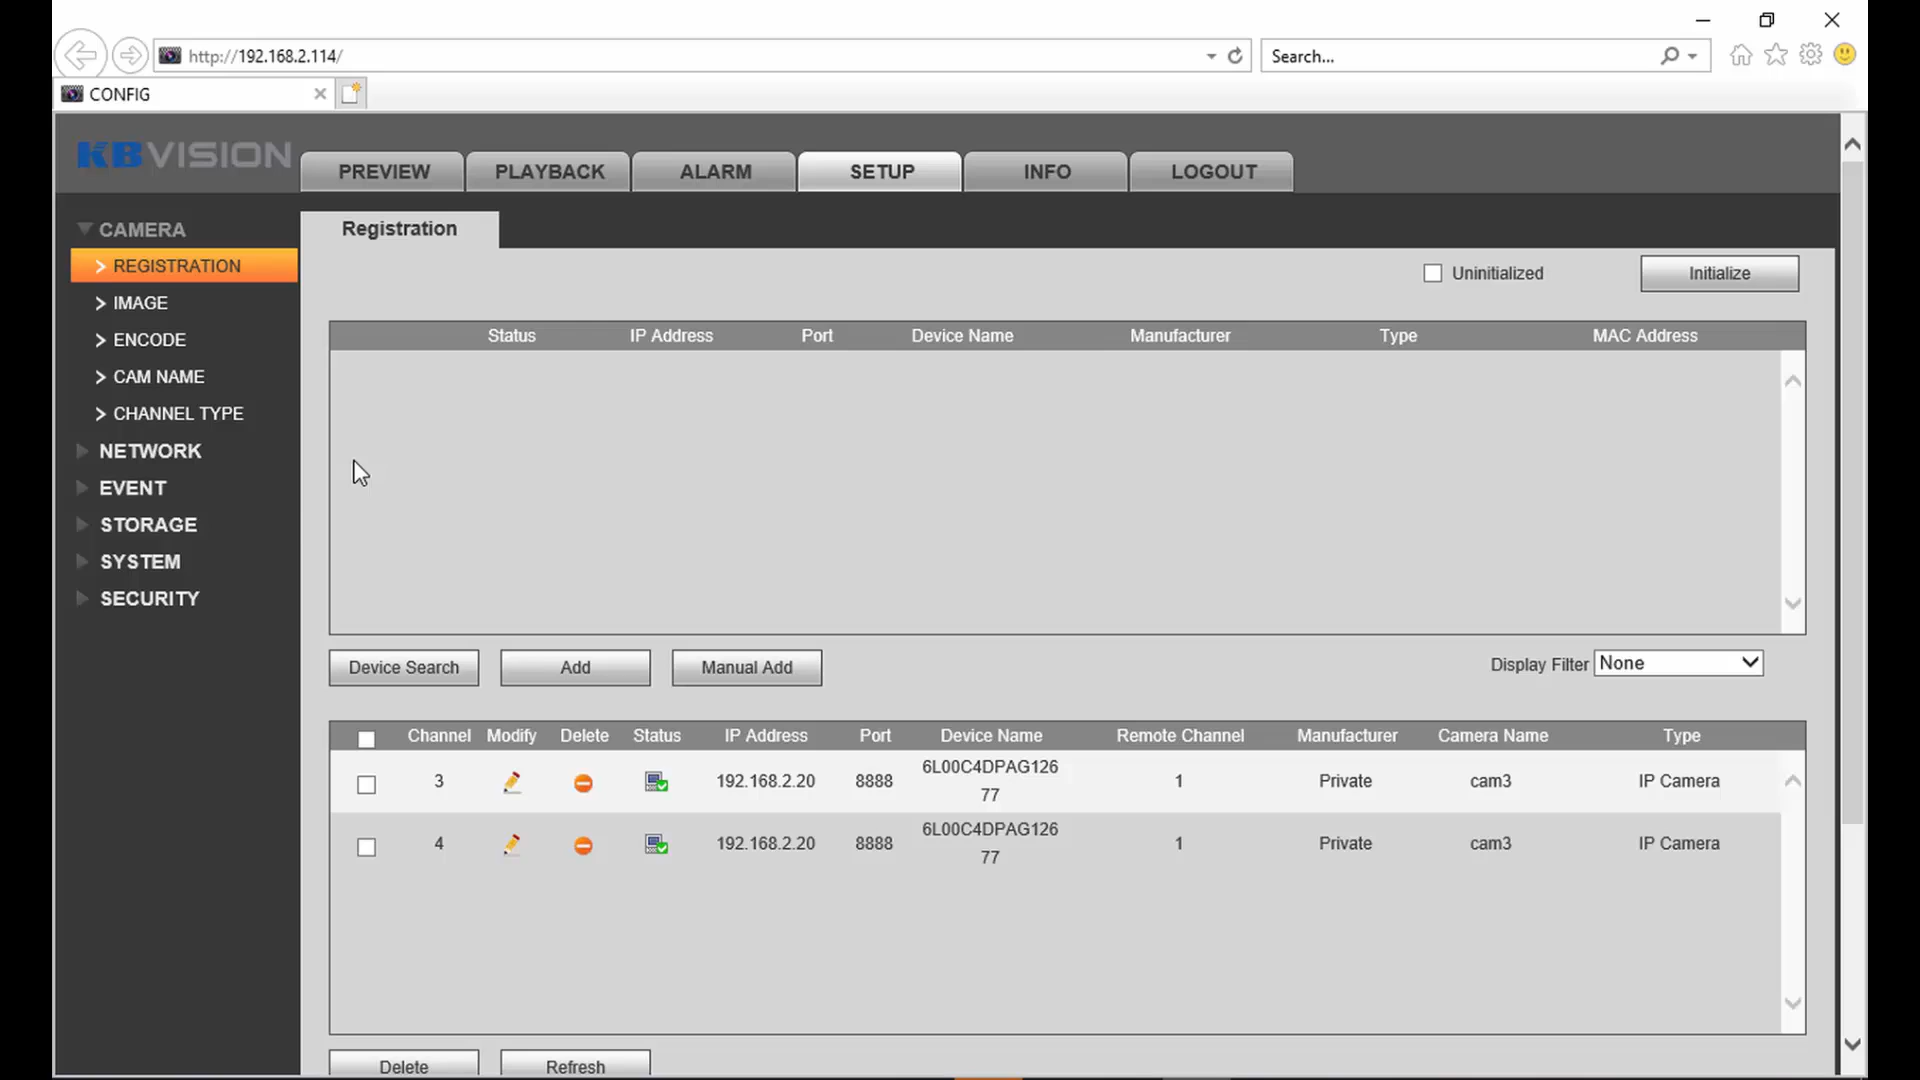 http://192.168.2.114/
Search...
CONFIG
KBVISION
PREVIEW
PLAYBACK
ALARM
SETUP
INFO
LOGOUT
CAMERA
REGISTRATION
IMAGE
ENCODE
CAM NAME
CHANNEL TYPE
NETWORK
EVENT
STORAGE
SYSTEM
SECURITY
Registration
Uninitialized
Initialize
Status IP Address Port Device Name Manufacturer Type MAC Address
Device Search
Add
Manual Add
Display Filter None
Channel Modify Delete Status IP Address Port Device Name Remote Channel Manufacturer Camera Name Type
3 192.168.2.20 8888 6L00C4DPAG126 1 Private cam3 IP Camera
77
4 192.168.2.20 8888 6L00C4DPAG126 1 Private cam3 IP Camera
77
Delete
Refresh